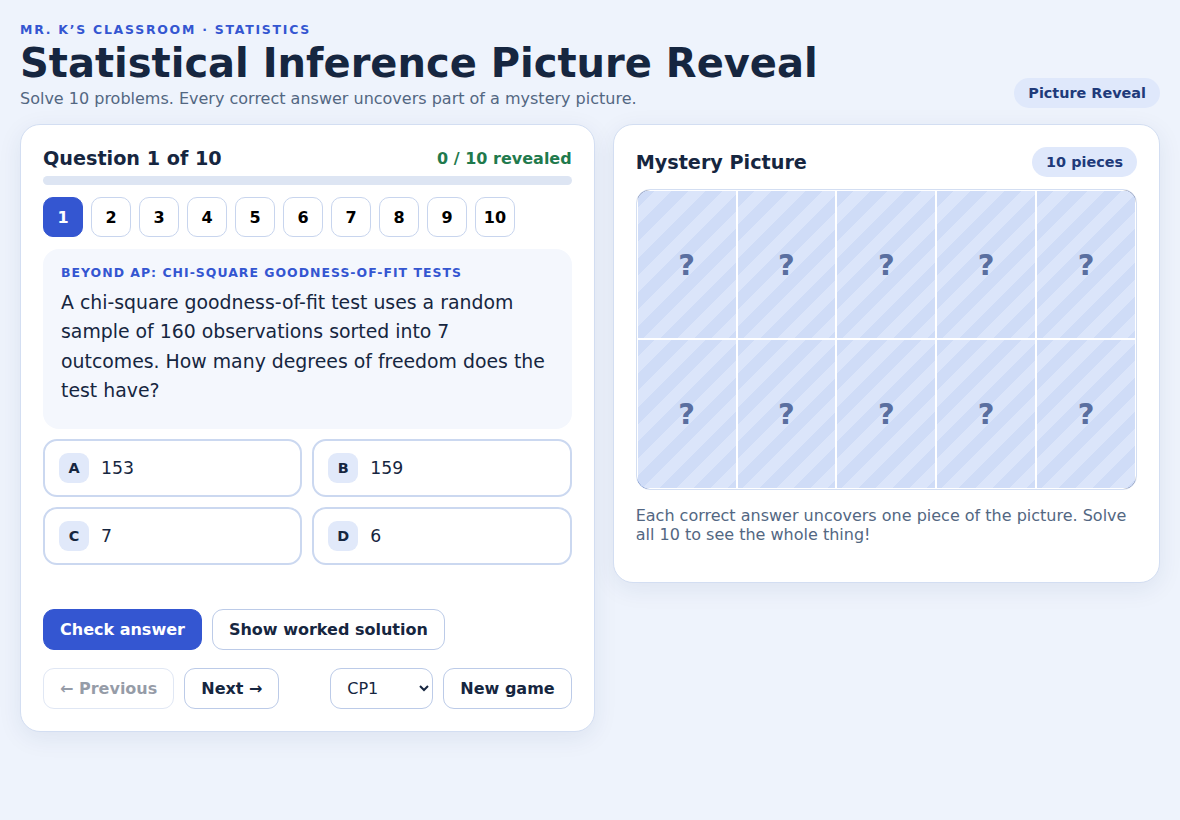 MR. K’S CLASSROOM · STATISTICS
Statistical Inference Picture Reveal
Solve 10 problems. Every correct answer uncovers part of a mystery picture.
Picture Reveal
Question 1 of 10
0 / 10 revealed
1 2 3 4 5 6 7 8 9 10
BEYOND AP: CHI-SQUARE GOODNESS-OF-FIT TESTS
A chi-square goodness-of-fit test uses a random
sample of 160 observations sorted into 7
outcomes. How many degrees of freedom does the
test have?
A 153
B 159
C 7
D 6
Check answer
Show worked solution
← Previous
Next →
CP1
New game
Mystery Picture
10 pieces
? ? ? ? ?
? ? ? ? ?
Each correct answer uncovers one piece of the picture. Solve
all 10 to see the whole thing!